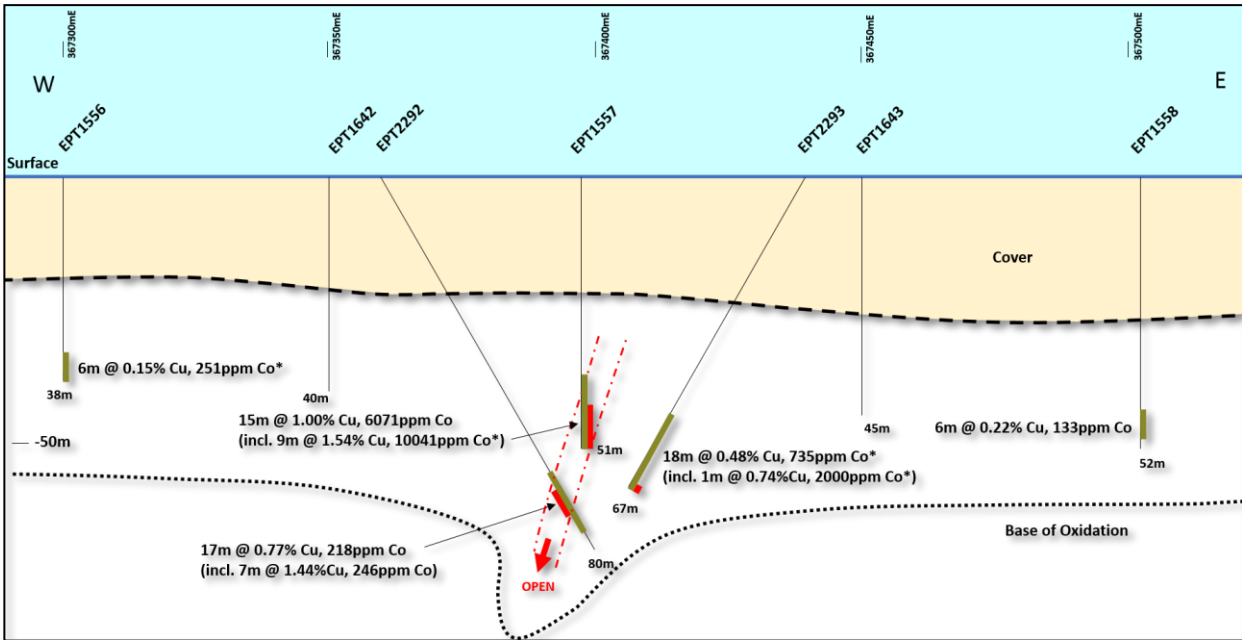 367300mE
367350mE
367400mE
367450mE
367500mE
W
E
EPT1556
EPT1642
EPT2292
EPT1557
EPT2293
EPT1643
EPT1558
Surface
Cover
6m @ 0.15% Cu, 251ppm Co*
38m
40m
15m @ 1.00% Cu, 6071ppm Co
(incl. 9m @ 1.54% Cu, 10041ppm Co*)
-50m
51m
45m
6m @ 0.22% Cu, 133ppm Co
52m
18m @ 0.48% Cu, 735ppm Co*
(incl. 1m @ 0.74%Cu, 2000ppm Co*)
67m
Base of Oxidation
17m @ 0.77% Cu, 218ppm Co
(incl. 7m @ 1.44%Cu, 246ppm Co)
80m
OPEN